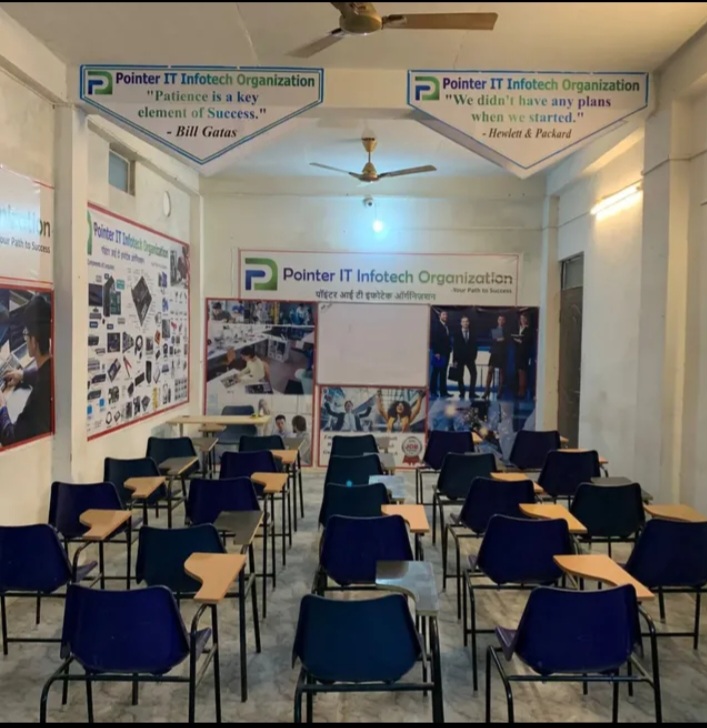 Pointer IT Infotech Organization
"Patience is a key
element of Success."
- Bill Gatas
Pointer IT Infotech Organization
"We didn't have any plans
when we started."
- Hewlett & Packard
Your Path to Success
Pointer IT Infotech Organization
Pointer IT Infotech Organization
पॉइंटर आई टी इंफोटेक ऑर्गनिज़शन
.Your Path to Success